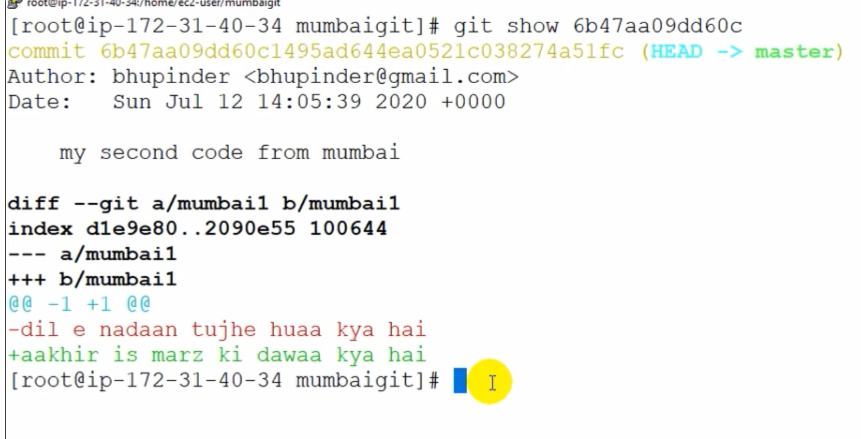 root@ip-172-31-40-34:/home/ec2-user/mumbaigit
[root@ip-172-31-40-34 mumbaigit]# git show 6b47aa09dd60c
commit 6b47aa09dd60c1495ad644ea0521c038274a51fc (HEAD -> master)
Author: bhupinder <bhupinder@gmail.com>
Date:   Sun Jul 12 14:05:39 2020 +0000
    my second code from mumbai
diff --git a/mumbai1 b/mumbai1
index d1e9e80..2090e55 100644
--- a/mumbai1
+++ b/mumbai1
@@ -1 +1 @@
-dil e nadaan tujhe huaa kya hai
+aakhir is marz ki dawaa kya hai
[root@ip-172-31-40-34 mumbaigit]#